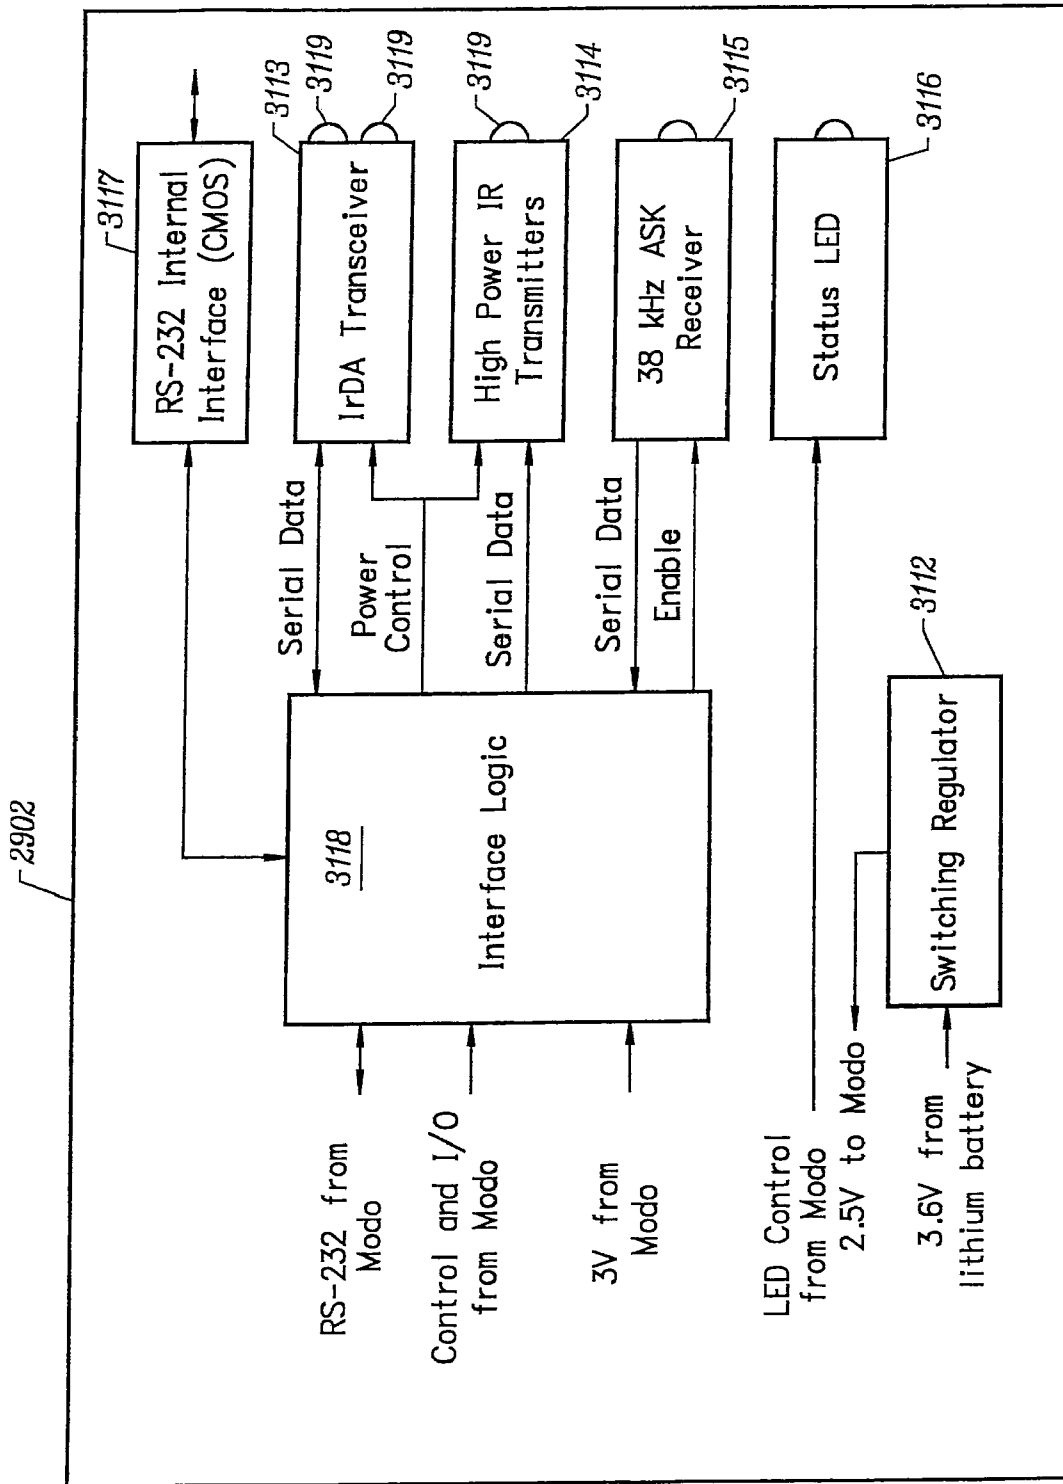 2902
3117
RS-232 Internal
Interface (CMOS)
3113
3119
3119
IrDA Transceiver
3119
3114
High Power IR
Transmitters
3115
38 kHz ASK
Receiver
3116
Status LED
Serial Data
Power
Control
Serial Data
Serial Data
Enable
3118
Interface Logic
3112
Switching Regulator
RS-232 from
Modo
Control and I/O
from Modo
3V from
Modo
LED Control
from Modo
2.5V to Modo
3.6V from
lithium battery